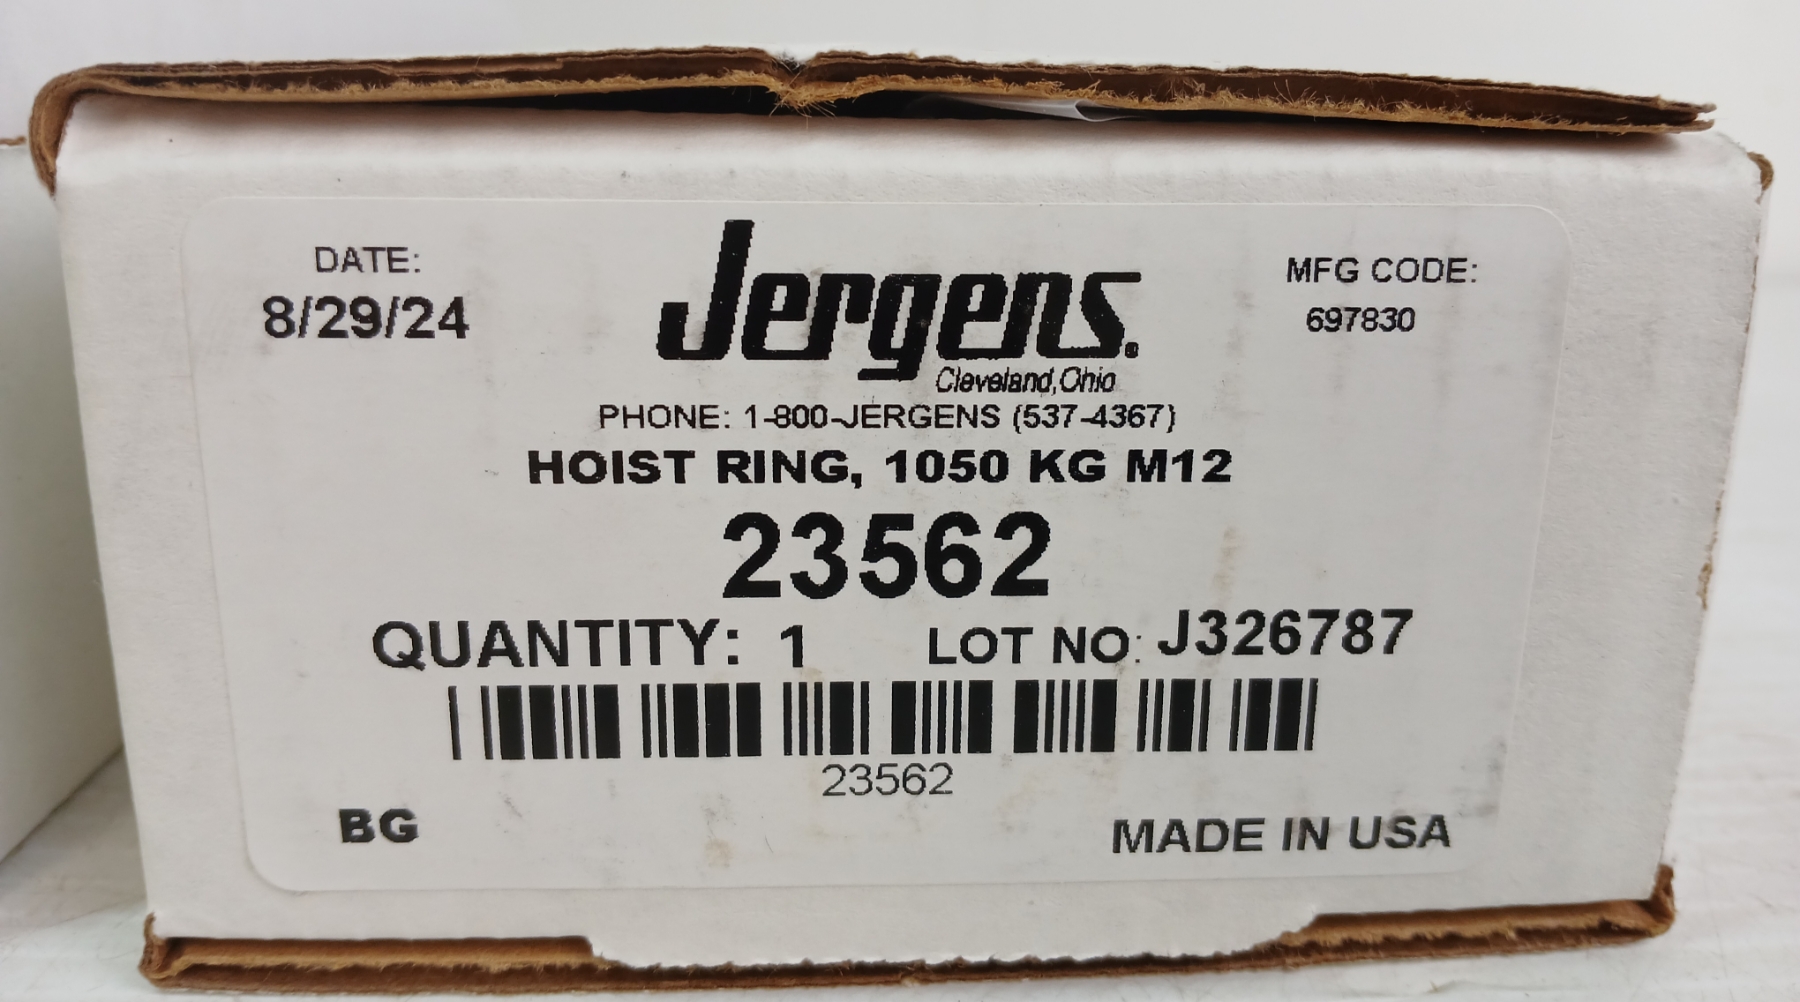 DATE:
8/29/24
Jergens®
Cleveland, Ohio
MFG CODE:
697830
PHONE: 1-800-JERGENS (537-4367)
HOIST RING, 1050 KG M12
23562
QUANTITY: 1 LOT NO: J326787
23562
BG
MADE IN USA